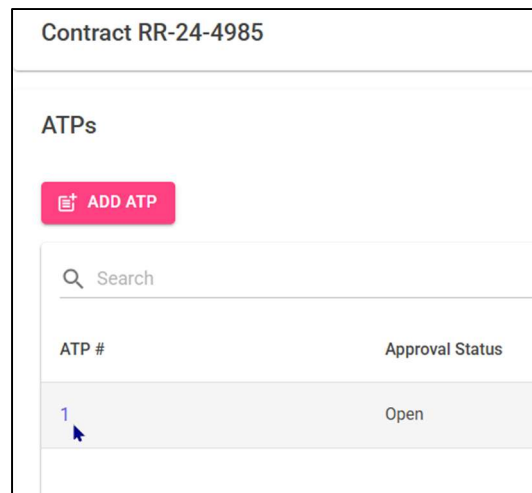 Contract RR-24-4985
ATPs
ADD ATP
Search
ATP # Approval Status
1 Open